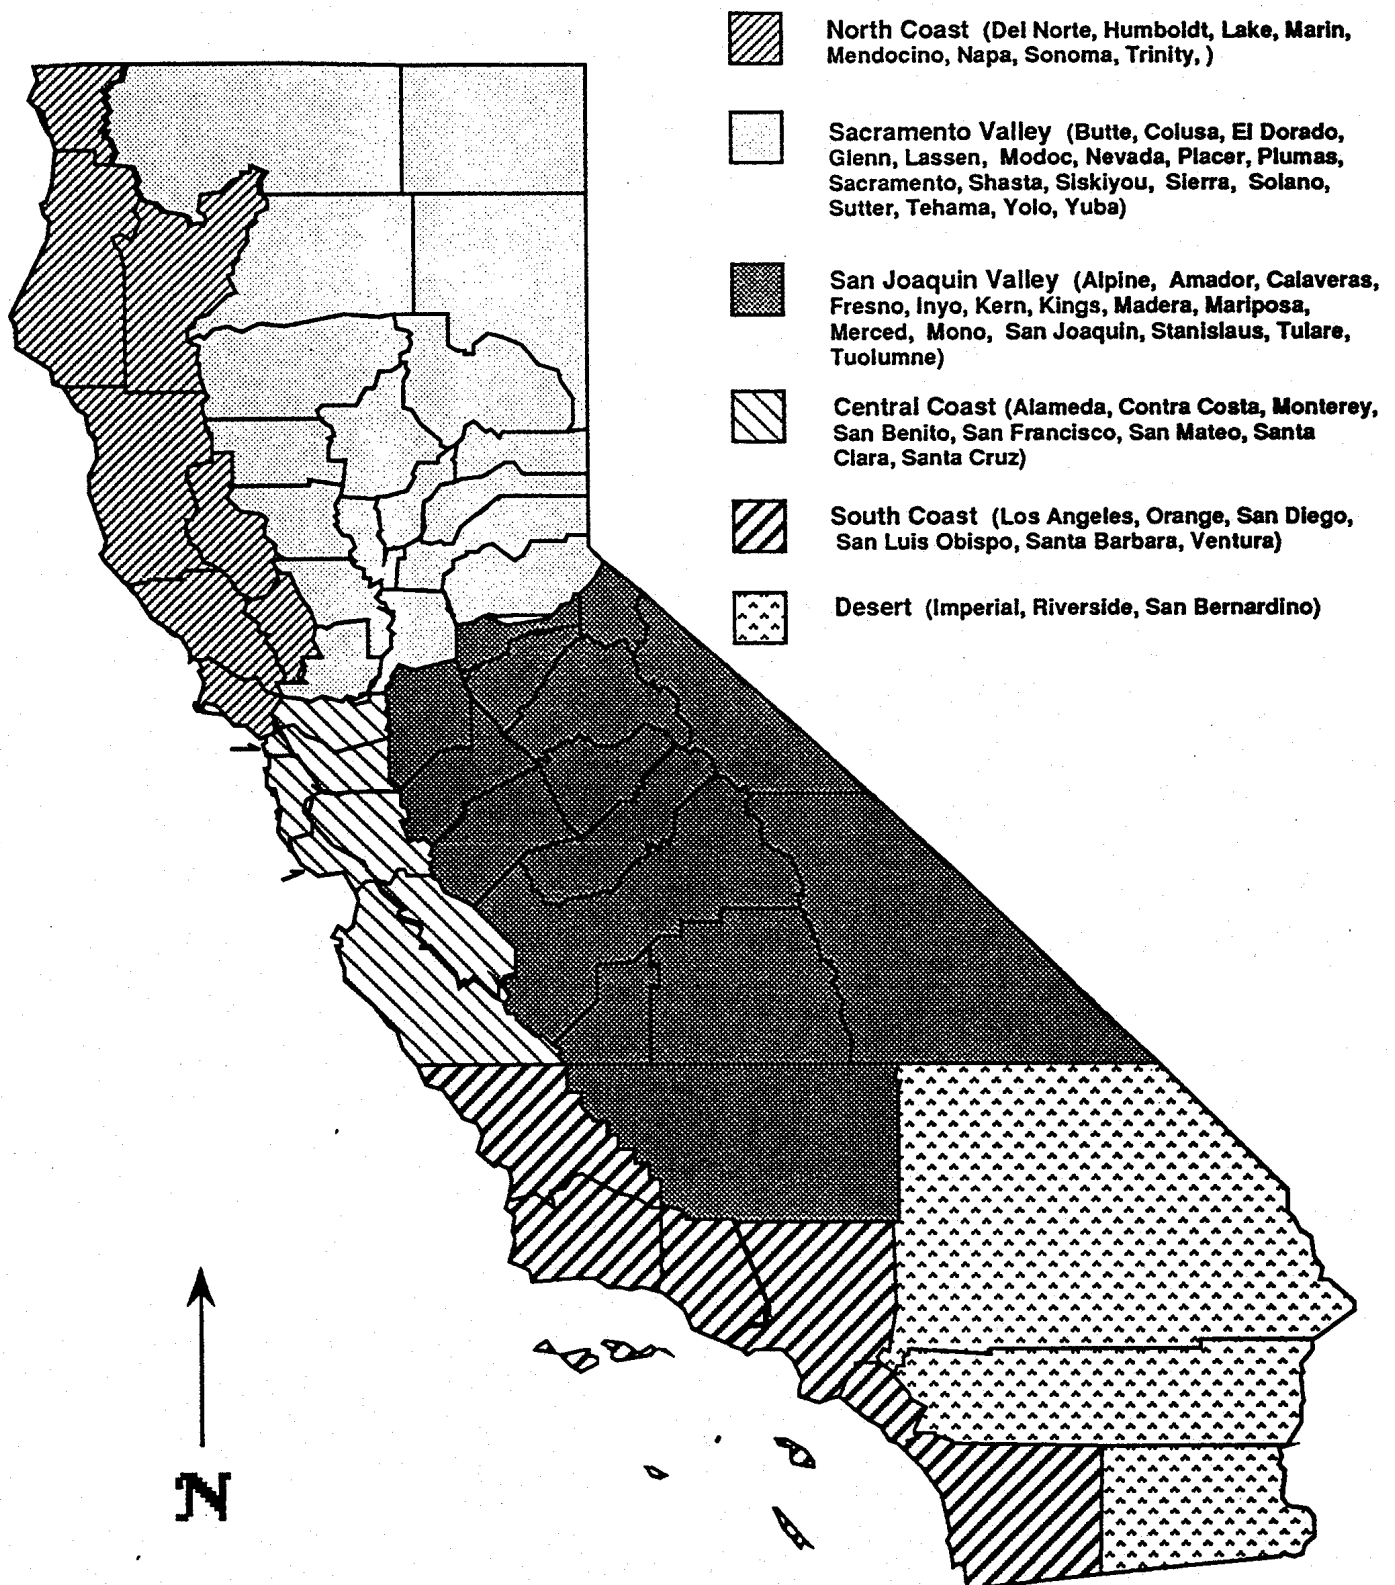 North Coast (Del Norte, Humboldt, Lake, Marin,
Mendocino, Napa, Sonoma, Trinity, )
Sacramento Valley (Butte, Colusa, El Dorado,
Glenn, Lassen, Modoc, Nevada, Placer, Plumas,
Sacramento, Shasta, Siskiyou, Sierra, Solano,
Sutter, Tehama, Yolo, Yuba)
San Joaquin Valley (Alpine, Amador, Calaveras,
Fresno, Inyo, Kern, Kings, Madera, Mariposa,
Merced, Mono, San Joaquin, Stanislaus, Tulare,
Tuolumne)
Central Coast (Alameda, Contra Costa, Monterey,
San Benito, San Francisco, San Mateo, Santa
Clara, Santa Cruz)
South Coast (Los Angeles, Orange, San Diego,
San Luis Obispo, Santa Barbara, Ventura)
Desert (Imperial, Riverside, San Bernardino)
N